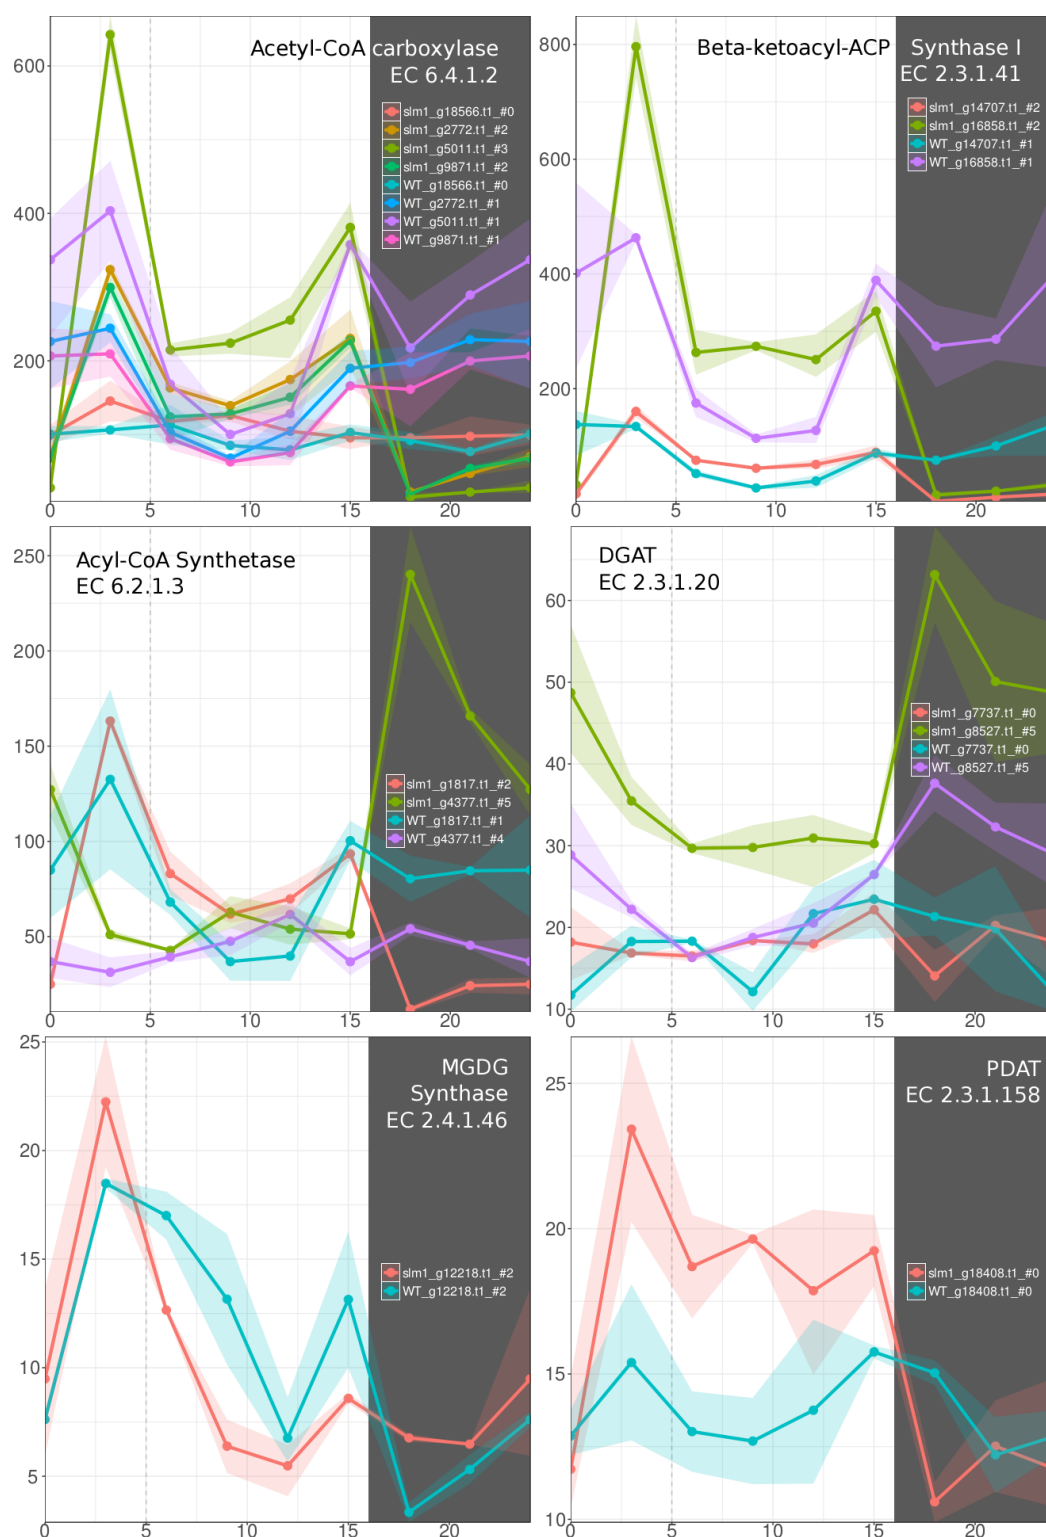 Acetyl-CoA carboxylase
EC 6.4.1.2
slm1_g18566.t1_#0
slm1_g2772.t1_#2
slm1_g5011.t1_#3
slm1_g9871.t1_#2
WT_g18566.t1_#0
WT_g2772.t1_#1
WT_g5011.t1_#1
WT_g9871.t1_#1
600
400
200
0 5 10 15 20
Beta-ketoacyl-ACP Synthase I
EC 2.3.1.41
slm1_g14707.t1_#2
slm1_g16858.t1_#2
WT_g14707.t1_#1
WT_g16858.t1_#1
800
600
400
200
0 5 10 15 20
Acyl-CoA Synthetase
EC 6.2.1.3
slm1_g1817.t1_#2
slm1_g4377.t1_#5
WT_g1817.t1_#1
WT_g4377.t1_#4
250
200
150
100
50
0 5 10 15 20
DGAT
EC 2.3.1.20
slm1_g7737.t1_#0
slm1_g8527.t1_#5
WT_g7737.t1_#0
WT_g8527.t1_#5
60
50
40
30
20
10
0 5 10 15 20
MGDG
Synthase
EC 2.4.1.46
slm1_g12218.t1_#2
WT_g12218.t1_#2
25
20
15
10
5
0 5 10 15 20
PDAT
EC 2.3.1.158
slm1_g18408.t1_#0
WT_g18408.t1_#0
25
20
15
10
0 5 10 15 20